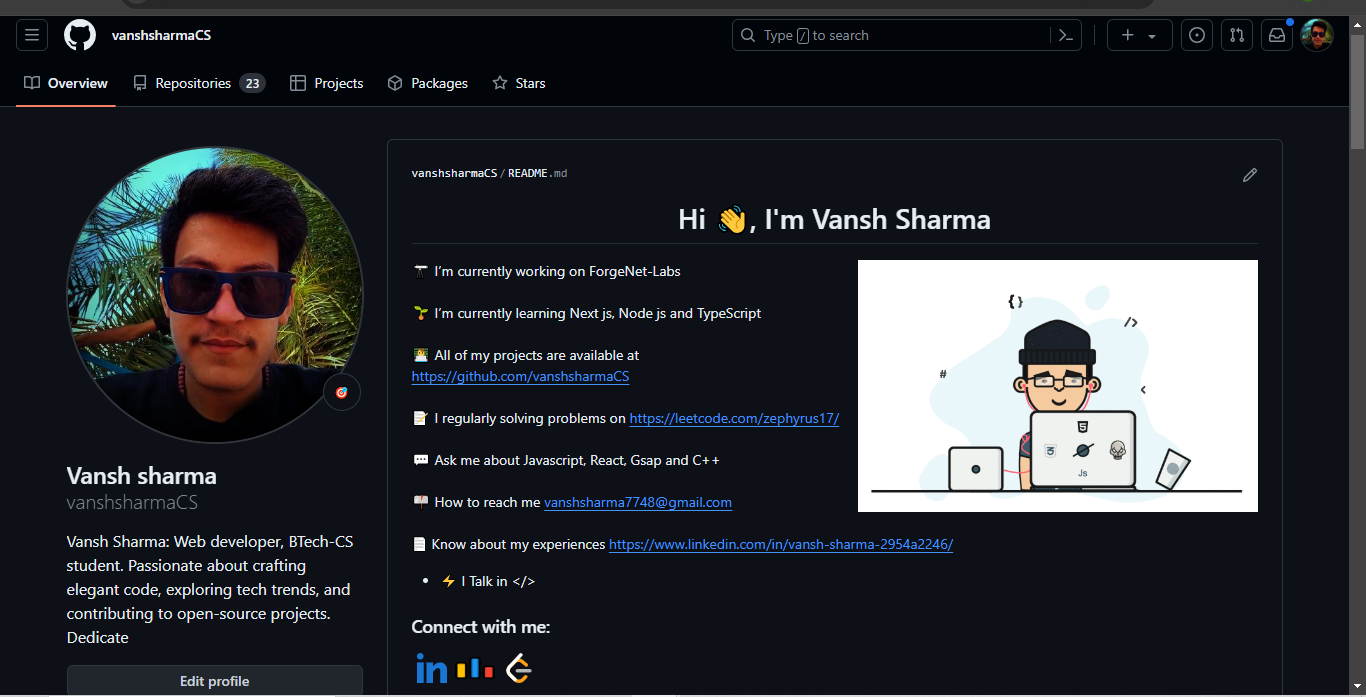 vanshsharmaCS
Type / to search
Overview
Repositories 23
Projects
Packages
Stars
Vansh sharma
vanshsharmaCS
Vansh Sharma: Web developer, BTech-CS
student. Passionate about crafting
elegant code, exploring tech trends, and
contributing to open-source projects.
Dedicate
Edit profile
vanshsharmaCS/README.md
Hi 👋, I'm Vansh Sharma
🔭 I’m currently working on ForgeNet-Labs
🌱 I’m currently learning Next js, Node js and TypeScript
👨‍💻 All of my projects are available at
https://github.com/vanshsharmaCS
📝 I regularly solving problems on https://leetcode.com/zephyrus17/
💬 Ask me about Javascript, React, Gsap and C++
📫 How to reach me vanshsharma7748@gmail.com
📄 Know about my experiences https://www.linkedin.com/in/vansh-sharma-2954a2246/
• ⚡ I Talk in </>
{}
/>
#
<
Js
Connect with me:
in